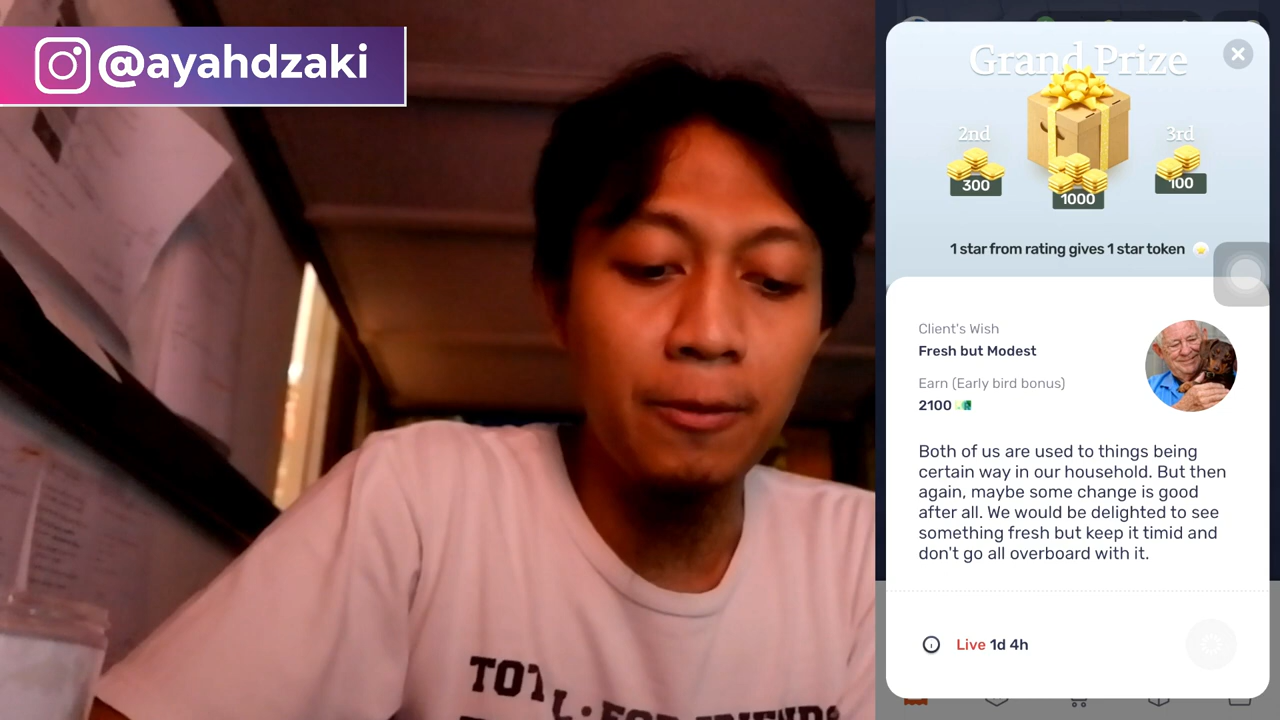 @ayahdzaki
Grand Prize
2nd
3rd
300
1000
100
1 star from rating gives 1 star token
Client's Wish
Fresh but Modest
Earn (Early bird bonus)
2100
Both of us are used to things being
certain way in our household. But then
again, maybe some change is good
after all. We would be delighted to see
something fresh but keep it timid and
don't go all overboard with it.
Live 1d 4h